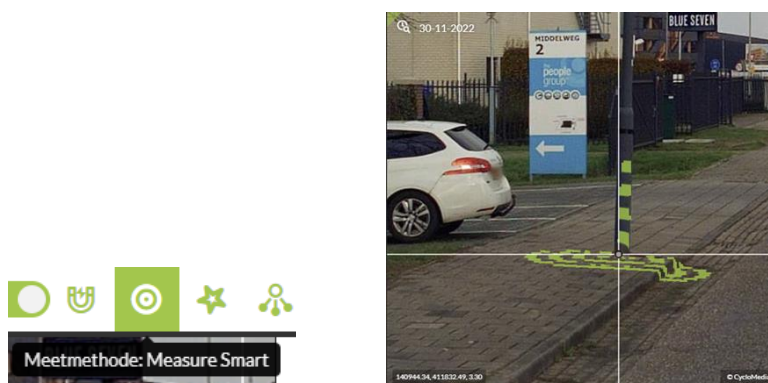 Meetmethode: Measure Smart
30-11-2022
BLUE SEVEN
MIDDELWEG
2
the
people
group
140944.34, 411832.49, 3.30
© CycloMedia